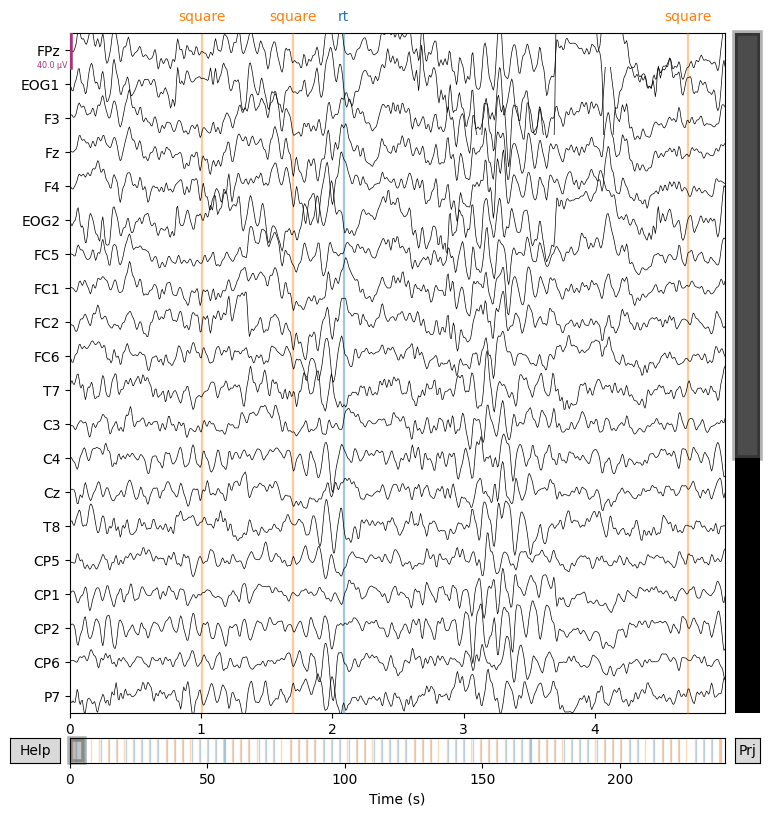 square square rt square
FPz
40.0 µV
EOG1
F3
Fz
F4
EOG2
FC5
FC1
FC2
FC6
T7
C3
C4
Cz
T8
CP5
CP1
CP2
CP6
P7
0 1 2 3 4
Help Prj
0 50 100 150 200
Time (s)